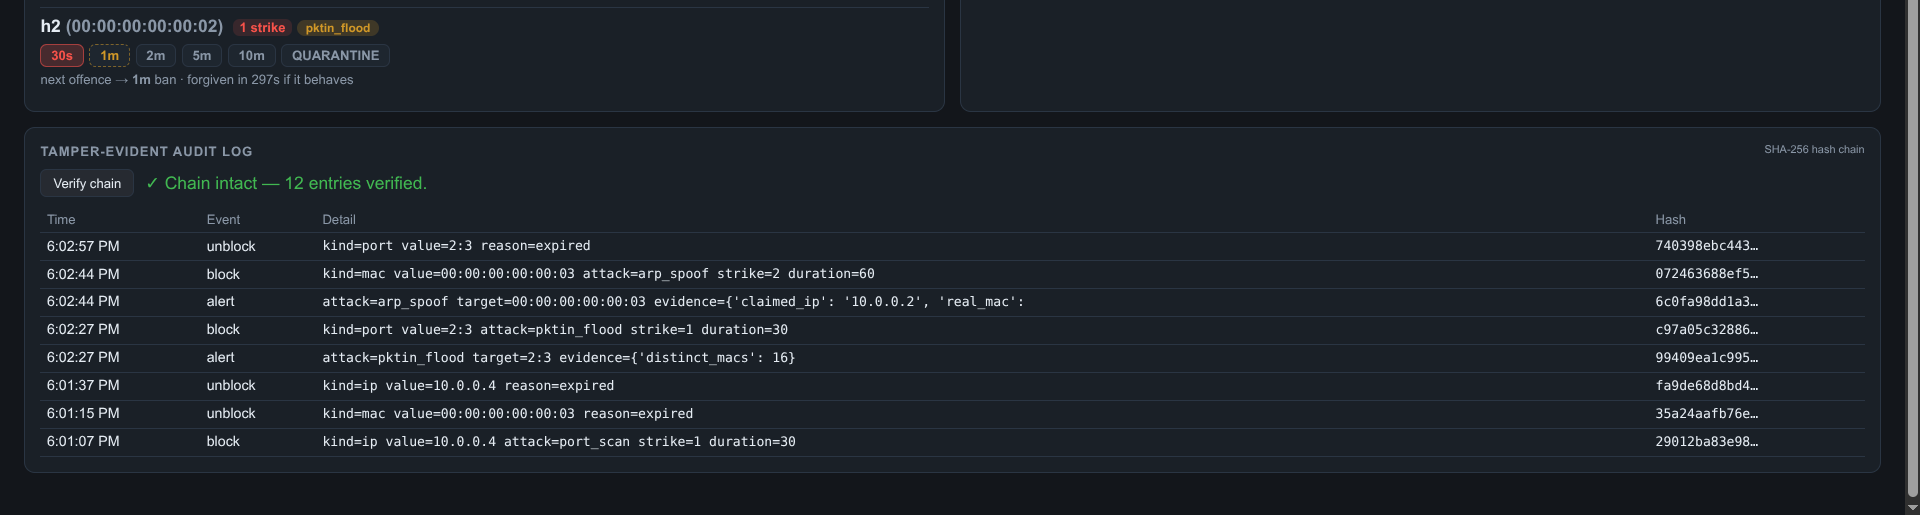 h2 (00:00:00:00:00:02) 1 strike pktin_flood
30s 1m 2m 5m 10m QUARANTINE
next offence → 1m ban · forgiven in 297s if it behaves
TAMPER-EVIDENT AUDIT LOG SHA-256 hash chain
Verify chain ✓ Chain intact — 12 entries verified.
Time Event Detail Hash
6:02:57 PM unblock kind=port value=2:3 reason=expired 740398ebc443…
6:02:44 PM block kind=mac value=00:00:00:00:00:03 attack=arp_spoof strike=2 duration=60 072463688ef5…
6:02:44 PM alert attack=arp_spoof target=00:00:00:00:00:03 evidence={'claimed_ip': '10.0.0.2', 'real_mac': 6c0fa98dd1a3…
6:02:27 PM block kind=port value=2:3 attack=pktin_flood strike=1 duration=30 c97a05c32886…
6:02:27 PM alert attack=pktin_flood target=2:3 evidence={'distinct_macs': 16} 99409ea1c995…
6:01:37 PM unblock kind=ip value=10.0.0.4 reason=expired fa9de68d8bd4…
6:01:15 PM unblock kind=mac value=00:00:00:00:00:03 reason=expired 35a24aafb76e…
6:01:07 PM block kind=ip value=10.0.0.4 attack=port_scan strike=1 duration=30 29012ba83e98…